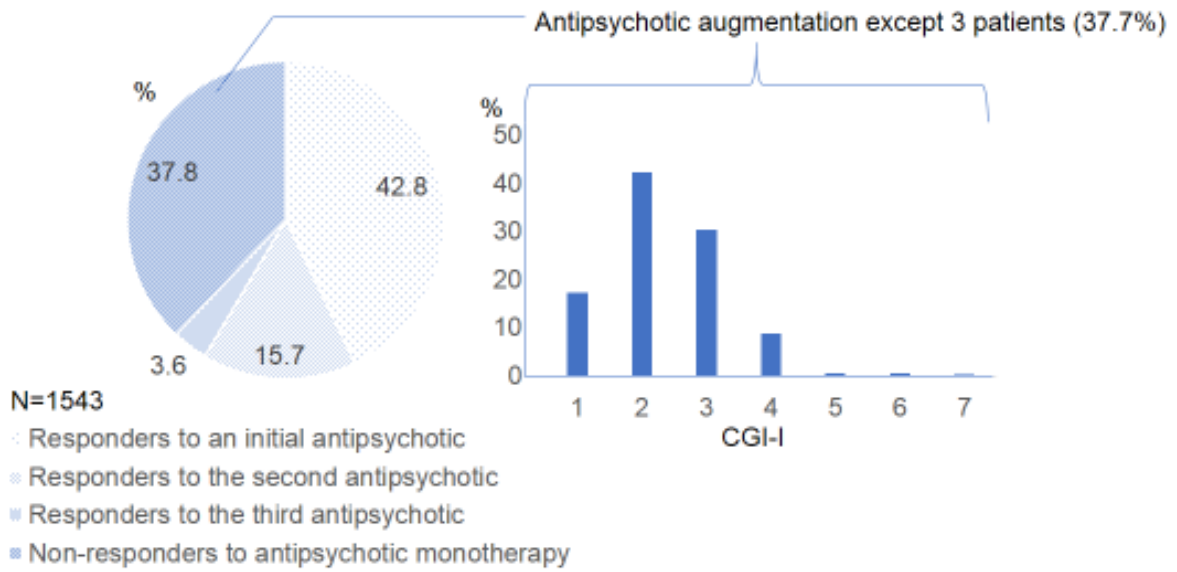 Antipsychotic augmentation except 3 patients (37.7%)
%
37.8
42.8
3.6
15.7
%
50
40
30
20
10
0
1 2 3 4 5 6 7
CGI-I
N=1543
Responders to an initial antipsychotic
Responders to the second antipsychotic
Responders to the third antipsychotic
Non-responders to antipsychotic monotherapy